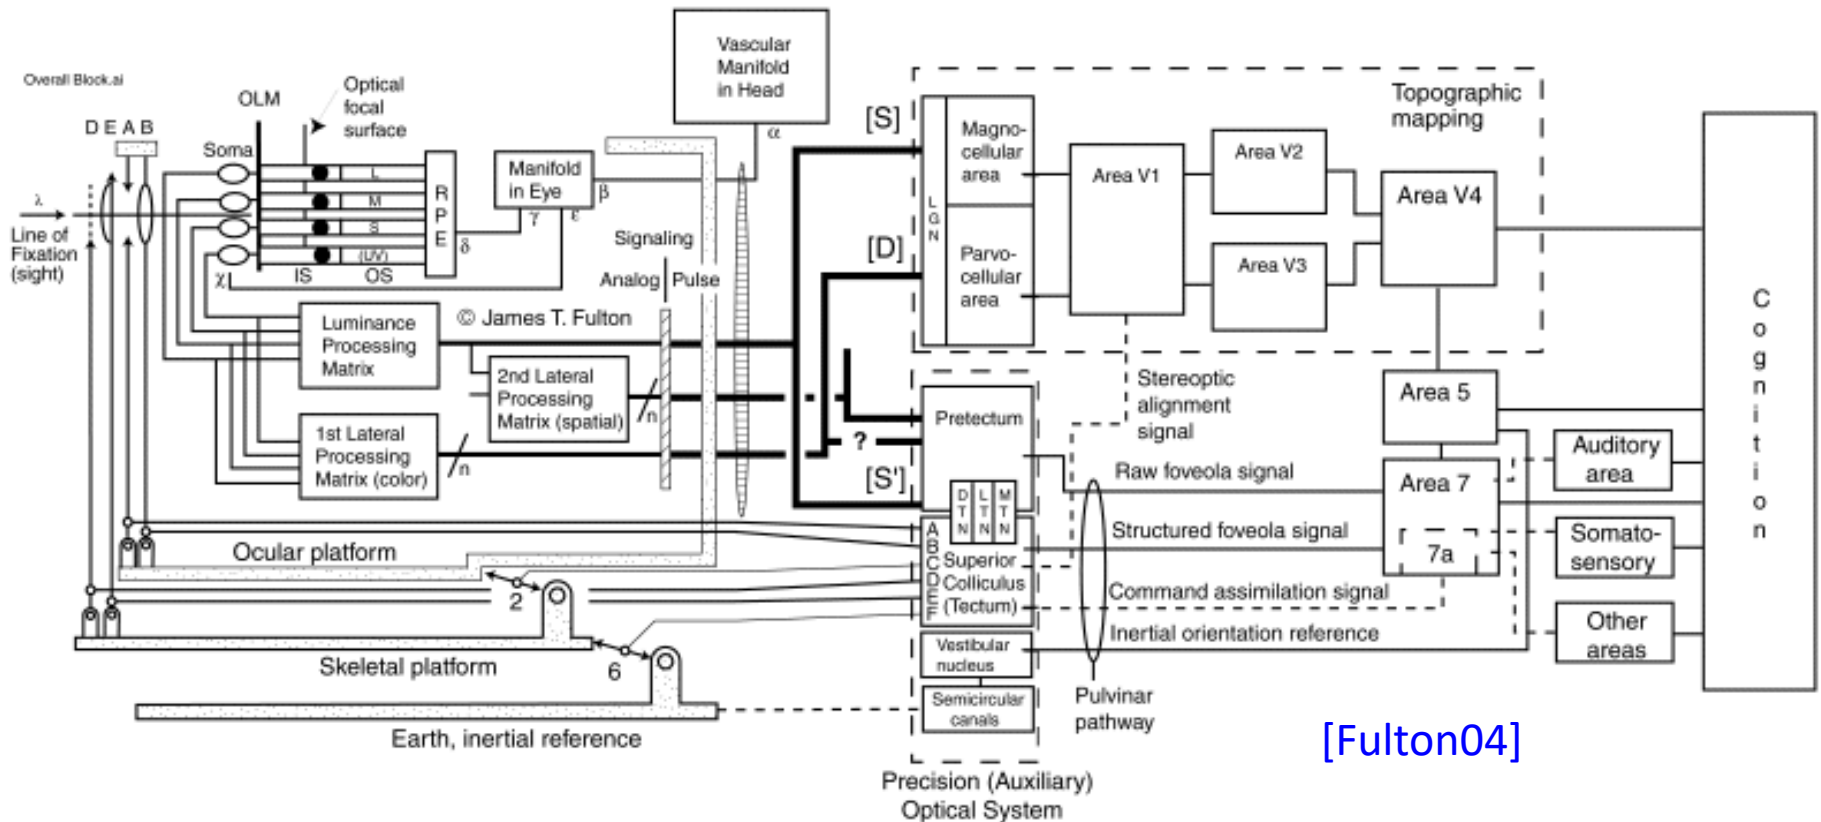 Overall Block.ai
OLM
Optical
focal
surface
D E A B
Soma
λ
Line of
Fixation
(sight)
L
M
S
(UV)
IS
OS
R
P
E
χ
δ
Manifold
in Eye
γ
ε
β
Vascular
Manifold
in Head
α
Signaling
Analog
Pulse
© James T. Fulton
Luminance
Processing
Matrix
2nd Lateral
Processing
Matrix (spatial)
n
1st Lateral
Processing
Matrix (color)
n
?
[S]
[D]
[S']
L
G
N
Magno-
cellular
area
Parvo-
cellular
area
Area V1
Area V2
Area V3
Area V4
Topographic
mapping
Stereoptic
alignment
signal
Pretectum
D
T
N
L
T
N
M
T
N
A
B
C
D
E
F
Superior
Colliculus
(Tectum)
Vestibular
nucleus
Semicircular
canals
Raw foveola signal
Structured foveola signal
Command assimilation signal
Inertial orientation reference
Pulvinar
pathway
Area 5
Area 7
7a
Auditory
area
Somato-
sensory
Other
areas
C
o
g
n
i
t
i
o
n
Ocular platform
2
Skeletal platform
6
Earth, inertial reference
Precision (Auxiliary)
Optical System
[Fulton04]